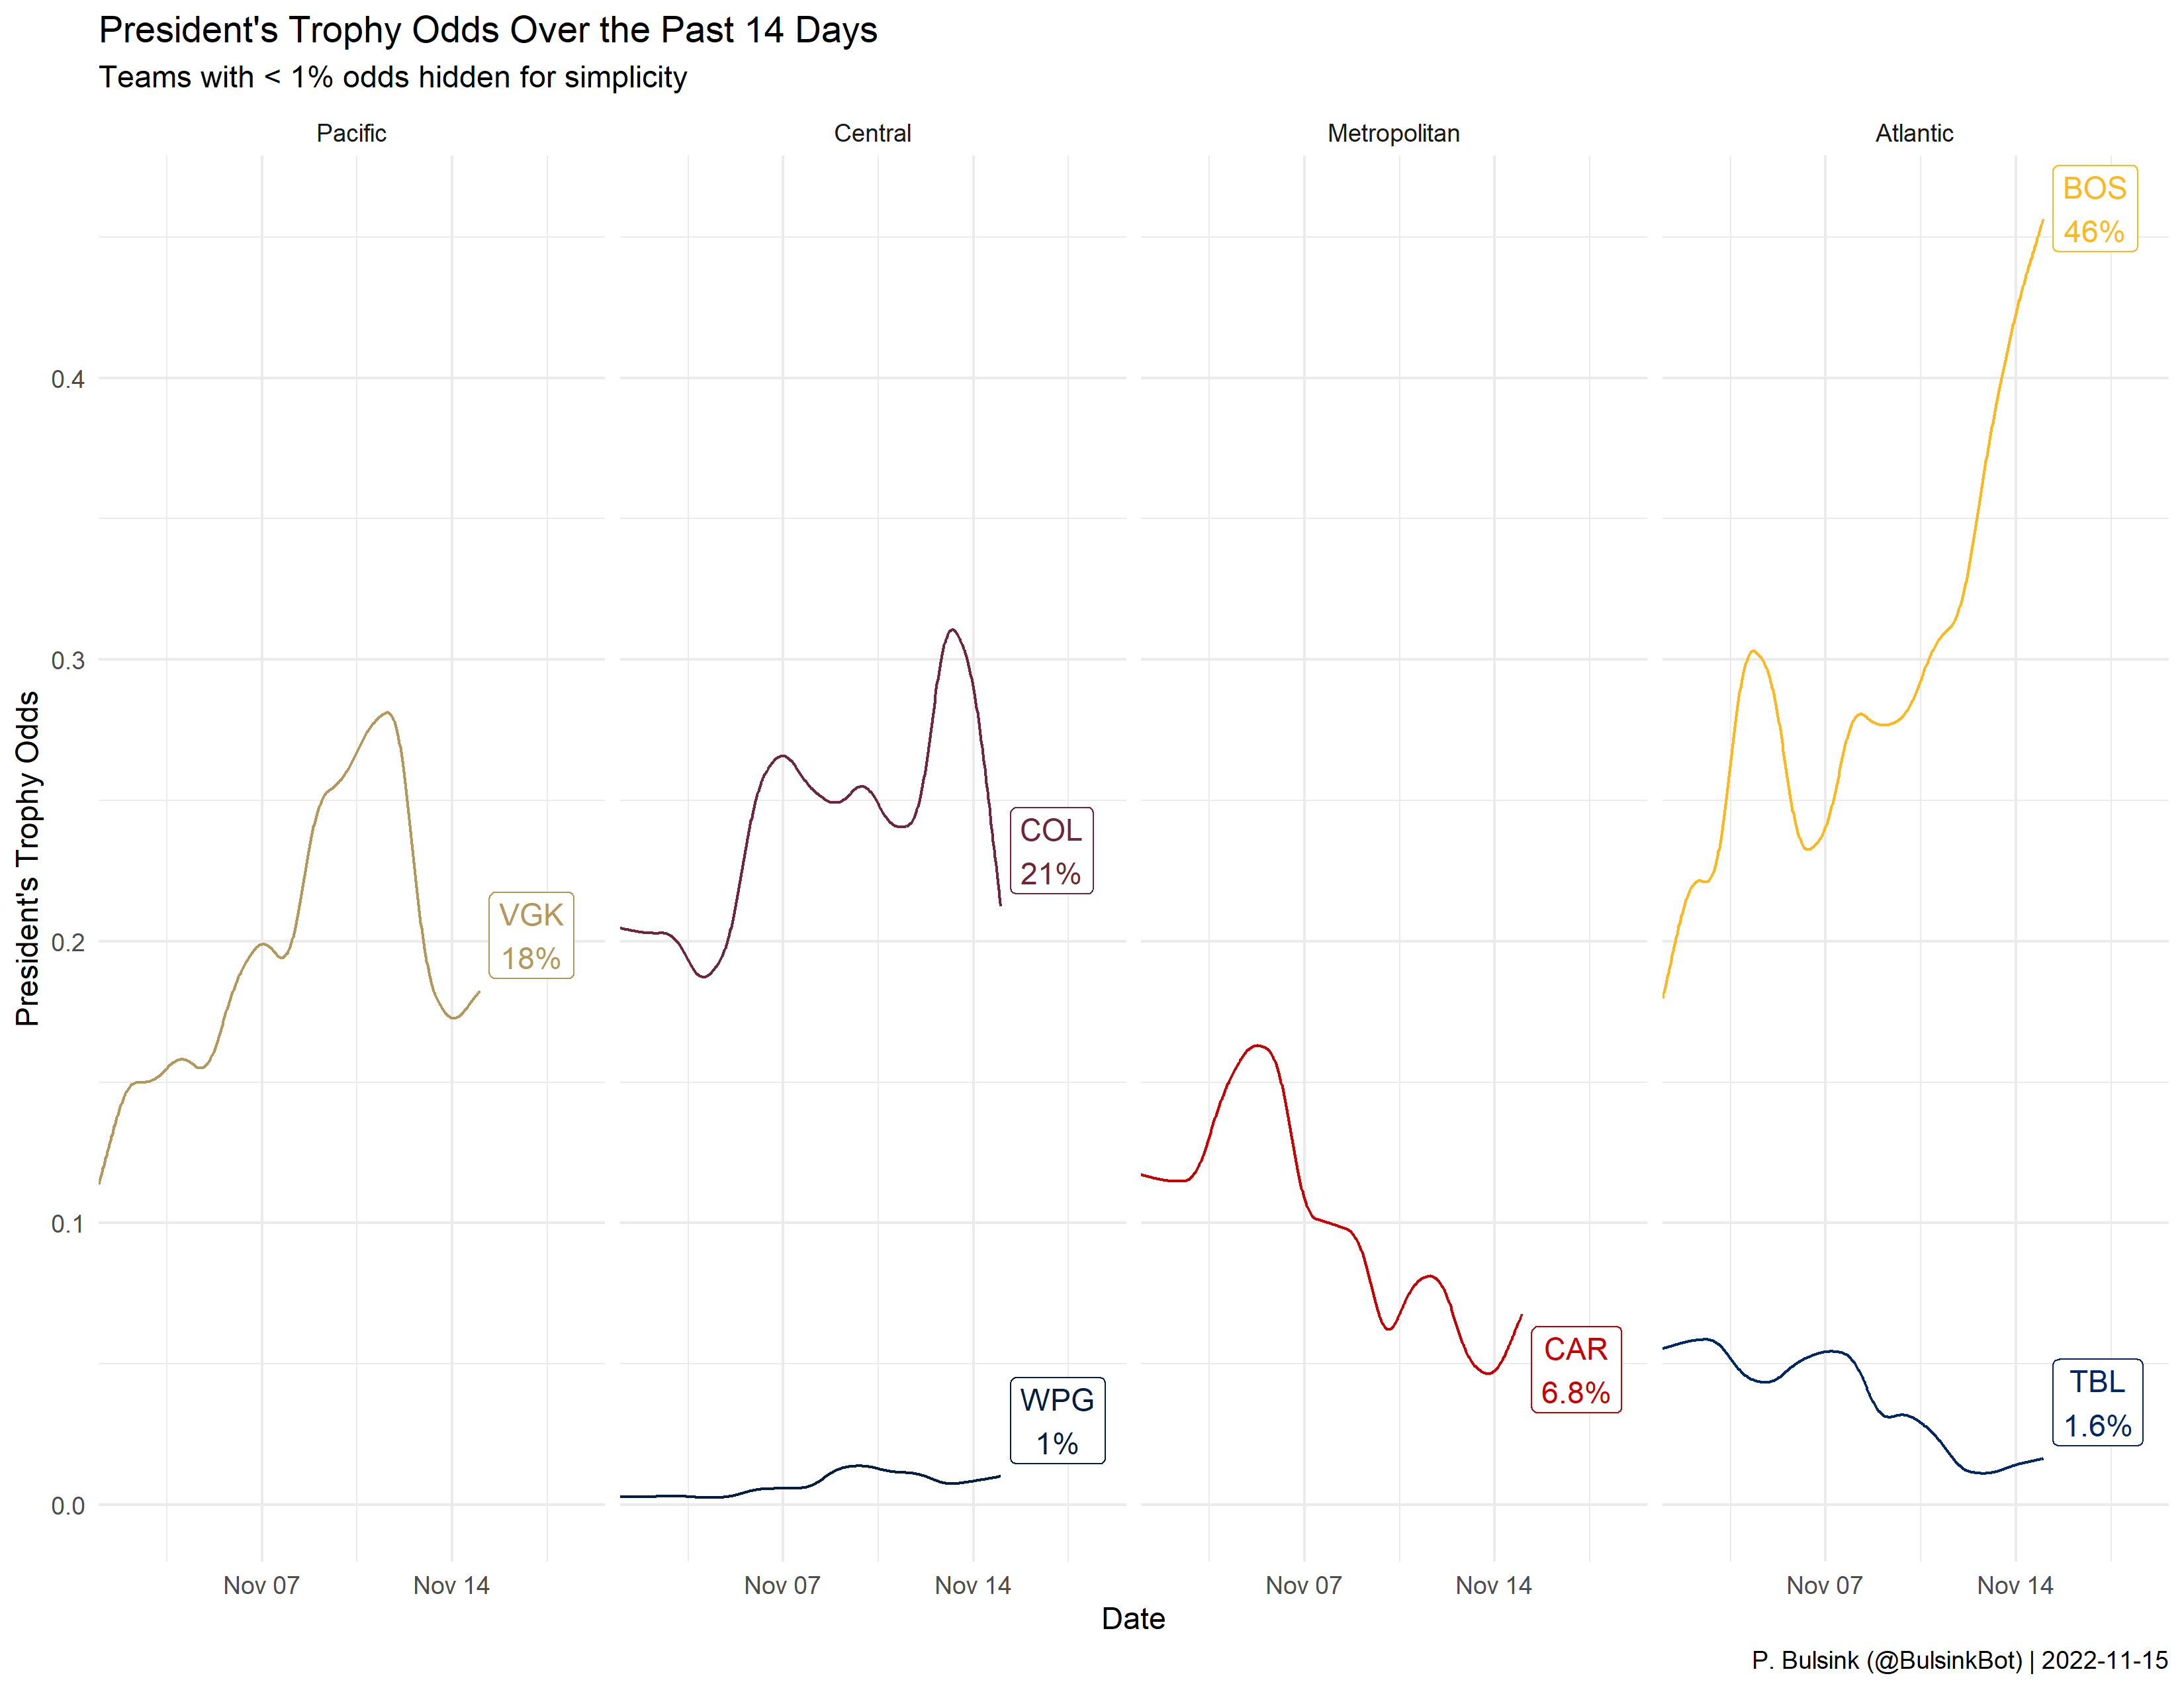 President's Trophy Odds Over the Past 14 Days
Teams with < 1% odds hidden for simplicity
Pacific
Central
Metropolitan
Atlantic
President's Trophy Odds
0.4
0.3
0.2
0.1
0.0
VGK
18%
COL
21%
WPG
1%
CAR
6.8%
BOS
46%
TBL
1.6%
Nov 07
Nov 14
Nov 07
Nov 14
Nov 07
Nov 14
Nov 07
Nov 14
Date
P. Bulsink (@BulsinkBot) | 2022-11-15